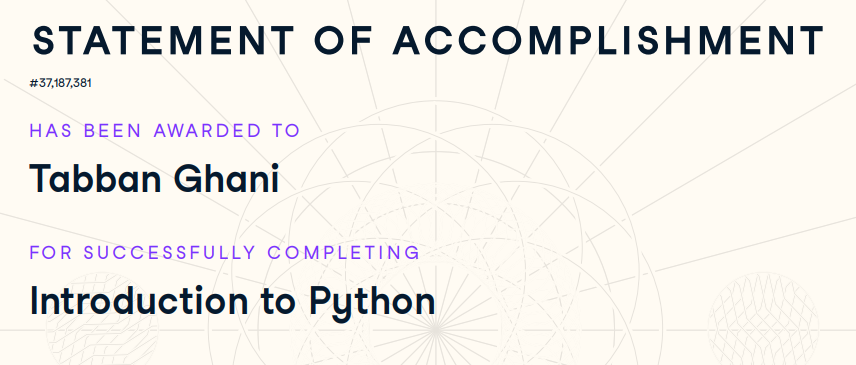 STATEMENT OF ACCOMPLISHMENT
#37,187,381
HAS BEEN AWARDED TO
Tabban Ghani
FOR SUCCESSFULLY COMPLETING
Introduction to Python